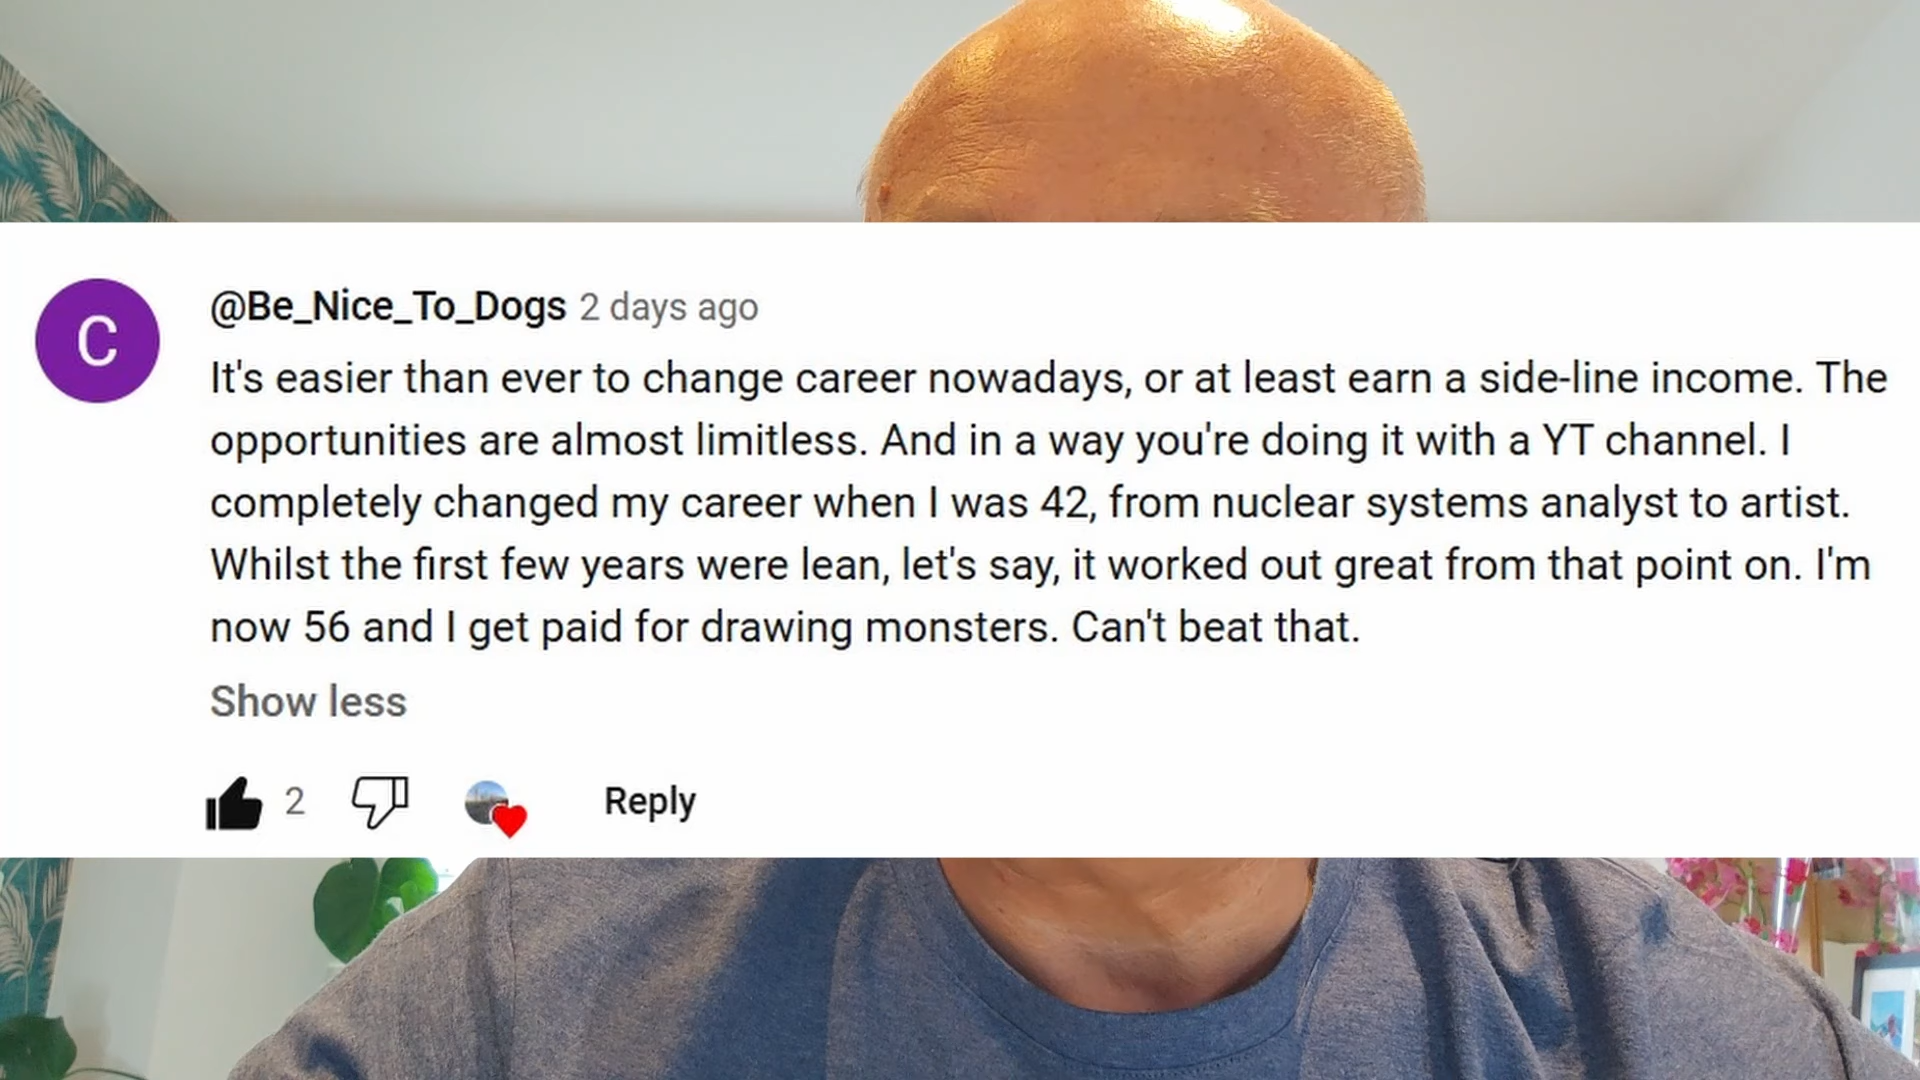 C
@Be_Nice_To_Dogs 2 days ago
It's easier than ever to change career nowadays, or at least earn a side-line income. The
opportunities are almost limitless. And in a way you're doing it with a YT channel. I
completely changed my career when I was 42, from nuclear systems analyst to artist.
Whilst the first few years were lean, let's say, it worked out great from that point on. I'm
now 56 and I get paid for drawing monsters. Can't beat that.
Show less
2
Reply